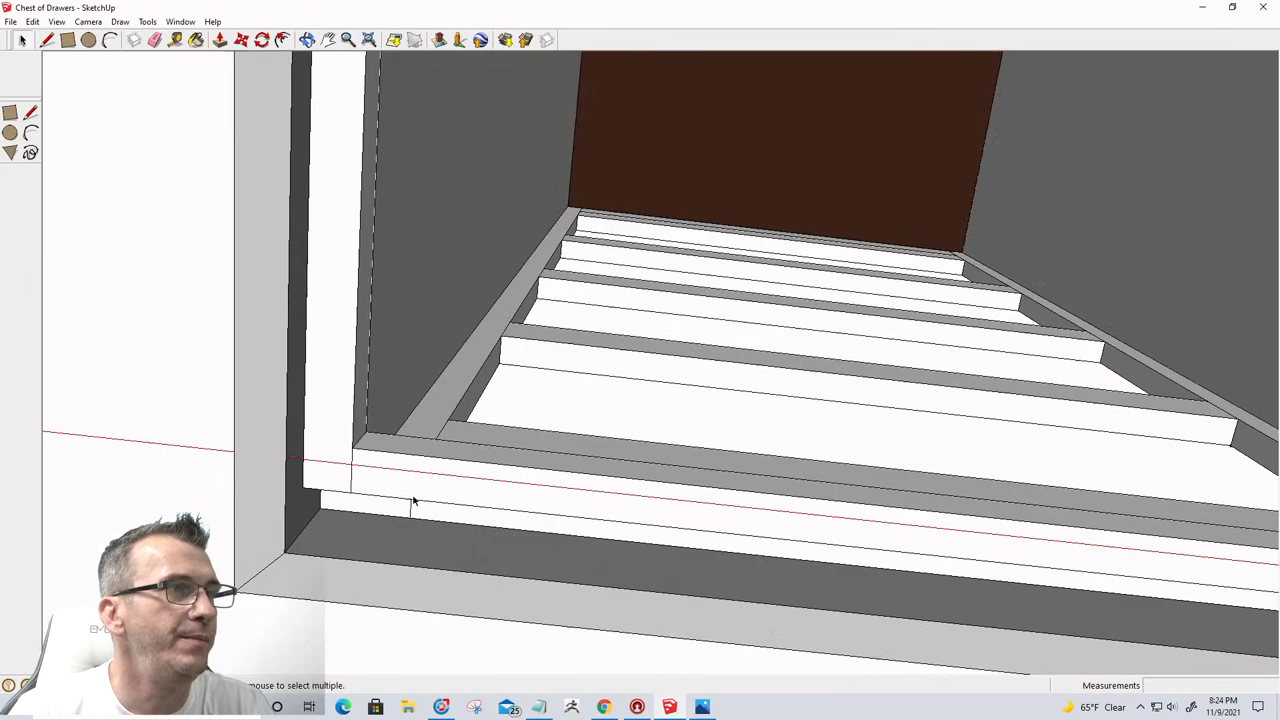 Chest of Drawers - SketchUp
File Edit View Camera Draw Tools Window Help
mouse to select multiple.
Measurements
25
65°F Clear
8:24 PM
11/9/2021